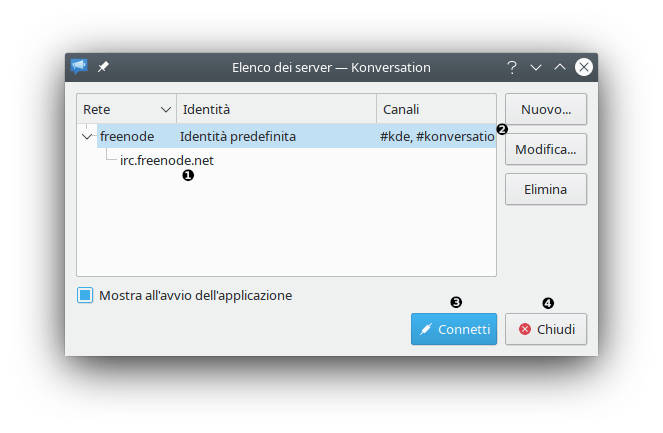 Elenco dei server — Konversation
Rete Identità Canali
freenode Identità predefinita #kde, #konversatio
irc.freenode.net
❶
❷
Nuovo...
Modifica...
Elimina
Mostra all'avvio dell'applicazione
❸ ❹
Connetti Chiudi